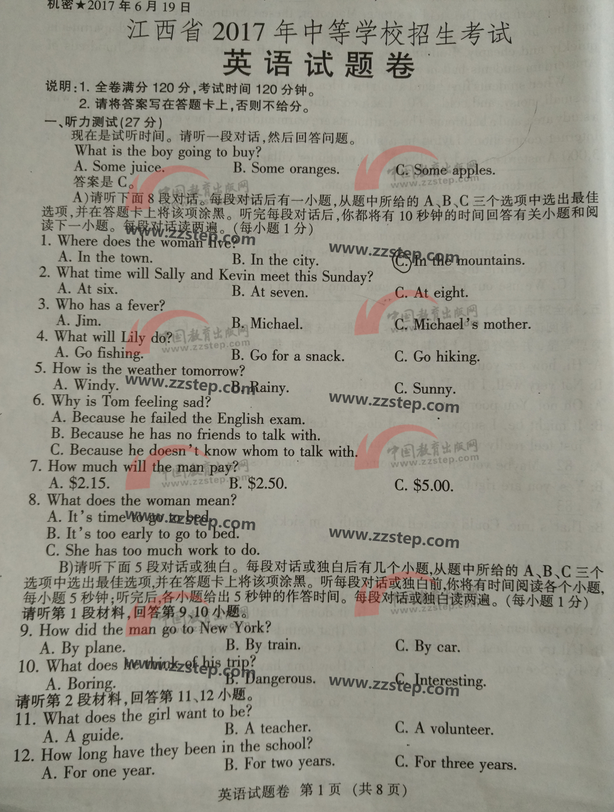 机密★2017年6月19日
江西省2017年中等学校招生考试
英语试题卷
说明:1. 全卷满分120分,考试时间120分钟。
2. 请将答案写在答题卡上,否则不给分。
一、听力测试(27分)
现在是试听时间。请听一段对话,然后回答问题。
What is the boy going to buy?
A. Some juice. B. Some oranges. C. Some apples.
答案是C。
A)请听下面8段对话。每段对话后有一小题,从题中所给的A、B、C三个选项中选出最佳
选项,并在答题卡上将该项涂黑。听完每段对话后,你都将有10秒钟的时间回答有关小题和阅
读下一小题。每段对话读两遍。(每小题1分)
1. Where does the woman live?
A. In the town. B. In the city. C. In the mountains.
2. What time will Sally and Kevin meet this Sunday?
A. At six. B. At seven. C. At eight.
3. Who has a fever?
A. Jim. B. Michael. C. Michael's mother.
4. What will Lily do?
A. Go fishing. B. Go for a snack. C. Go hiking.
5. How is the weather tomorrow?
A. Windy. B. Rainy. C. Sunny.
6. Why is Tom feeling sad?
A. Because he failed the English exam.
B. Because he has no friends to talk with.
C. Because he doesn't know whom to talk with.
7. How much will the man pay?
A. $2.15. B. $2.50. C. $5.00.
8. What does the woman mean?
A. It's time to go to bed.
B. It's too early to go to bed.
C. She has too much work to do.
B)请听下面5段对话或独白。每段对话或独白后有几个小题,从题中所给的A、B、C三个
选项中选出最佳选项,并在答题卡上将该项涂黑。听每段对话或独白前,你将有时间阅读各个小题,
每小题5秒钟;听完后,各小题给出5秒钟的作答时间。每段对话或独白读两遍。(每小题1分)
请听第1段材料,回答第9、10小题。
9. How did the man go to New York?
A. By plane. B. By train. C. By car.
10. What does he think of his trip?
A. Boring. B. Dangerous. C. Interesting.
请听第2段材料,回答第11、12小题。
11. What does the girl want to be?
A. A guide. B. A teacher. C. A volunteer.
12. How long have they been in the school?
A. For one year. B. For two years. C. For three years.
英语试题卷 第1页 (共8页)
中国教育出版网
www.zzstep.com